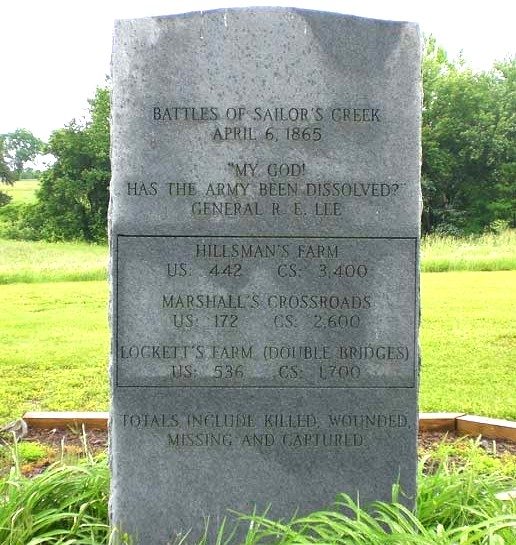 BATTLES OF SAILOR'S CREEK
APRIL 6, 1865
"MY GOD!
HAS THE ARMY BEEN DISSOLVED?"
GENERAL R. E. LEE
HILLSMAN'S FARM
US: 442 CS: 3,400
MARSHALL'S CROSSROADS
US: 172 CS: 2,600
LOCKETT'S FARM (DOUBLE BRIDGES)
US: 536 CS: 1,700
TOTALS INCLUDE KILLED, WOUNDED,
MISSING AND CAPTURED.